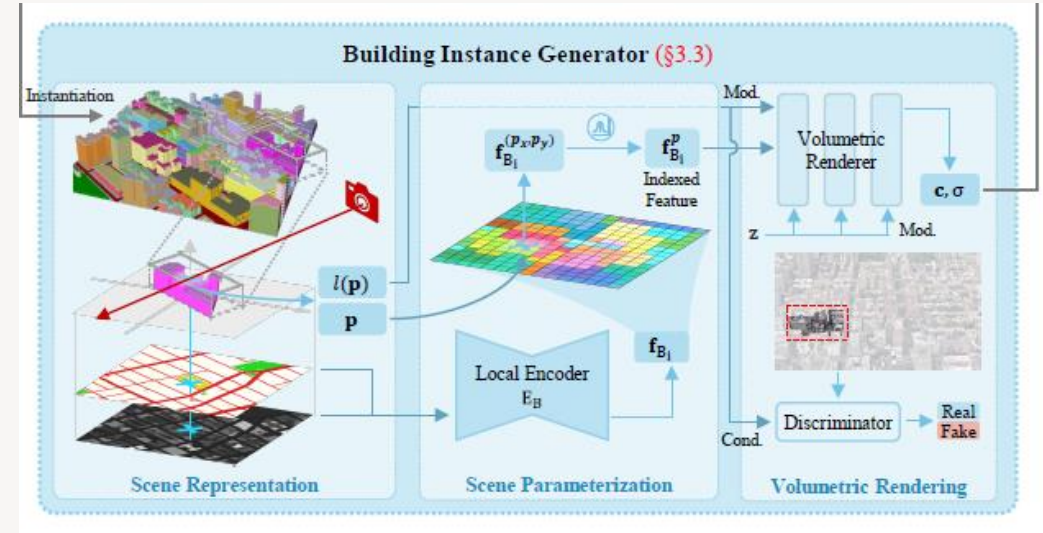 Building Instance Generator (§3.3)
Instantiation
l(p)
p
Scene Representation
f_{B_i}^{(p_x,p_y)}
f_{B_i}^{p}
Indexed
Feature
Local Encoder
E_B
f_{B_i}
Scene Parameterization
Mod.
Volumetric
Renderer
c, σ
z
Mod.
Cond.
Discriminator
Real
Fake
Volumetric Rendering